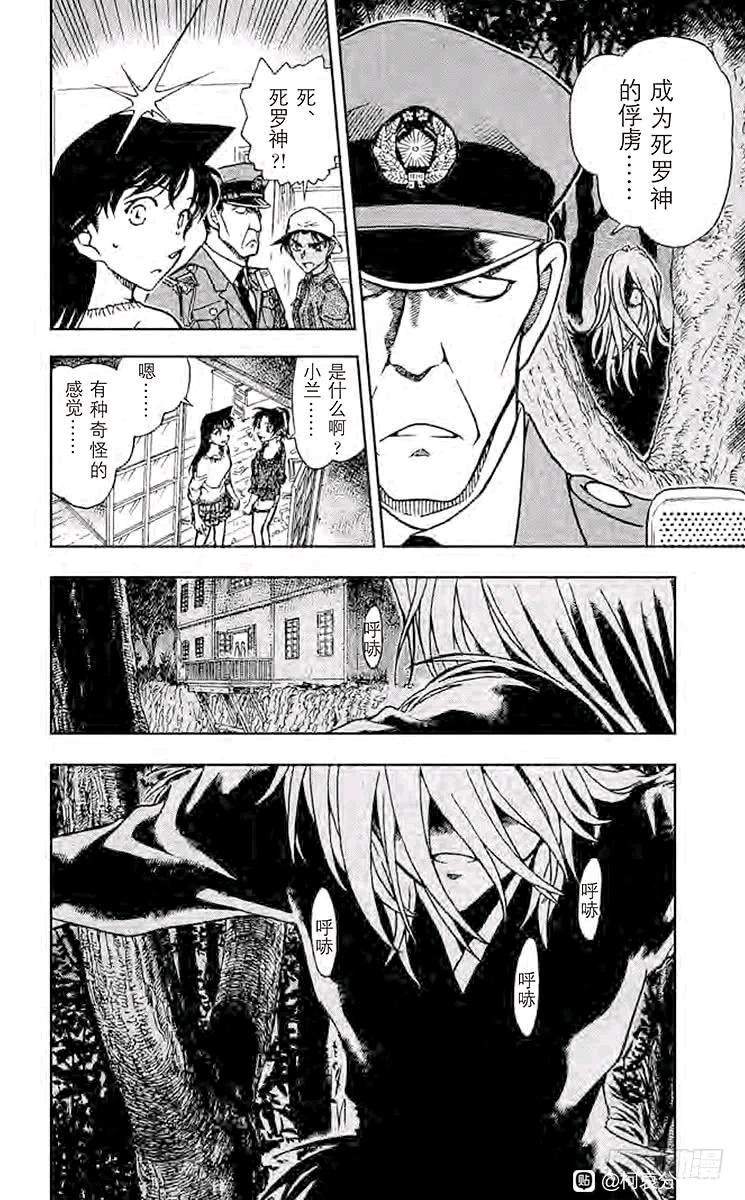 成为死罗神
的俘虏……
死、
死罗神?!
是什么啊?
小兰……
嗯……
有种奇怪的
感觉……
呼哧
呼哧
呼哧
呼哧
贴